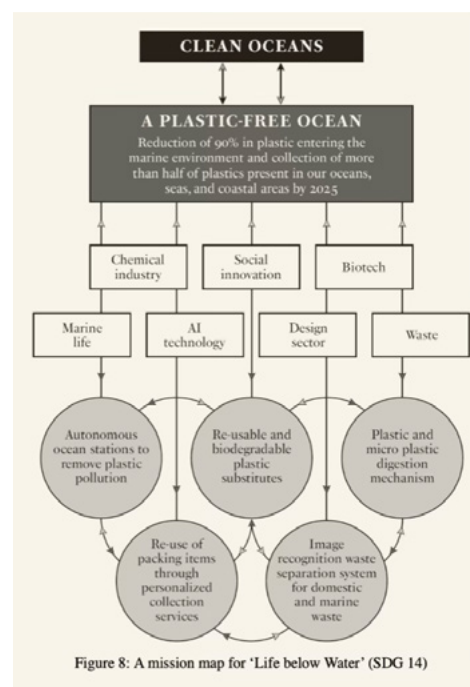 CLEAN OCEANS
A PLASTIC-FREE OCEAN
Reduction of 90% in plastic entering the
marine environment and collection of more
than half of plastics present in our oceans,
seas, and coastal areas by 2025
Chemical
industry
Social
innovation
Biotech
Marine
life
AI
technology
Design
sector
Waste
Autonomous
ocean stations to
remove plastic
pollution
Re-usable and
biodegradable
plastic
substitutes
Plastic and
micro plastic
digestion
mechanism
Re-use of
packing items
through
personalized
collection
services
Image
recognition waste
separation system
for domestic
and marine
waste
Figure 8: A mission map for ‘Life below Water’ (SDG 14)